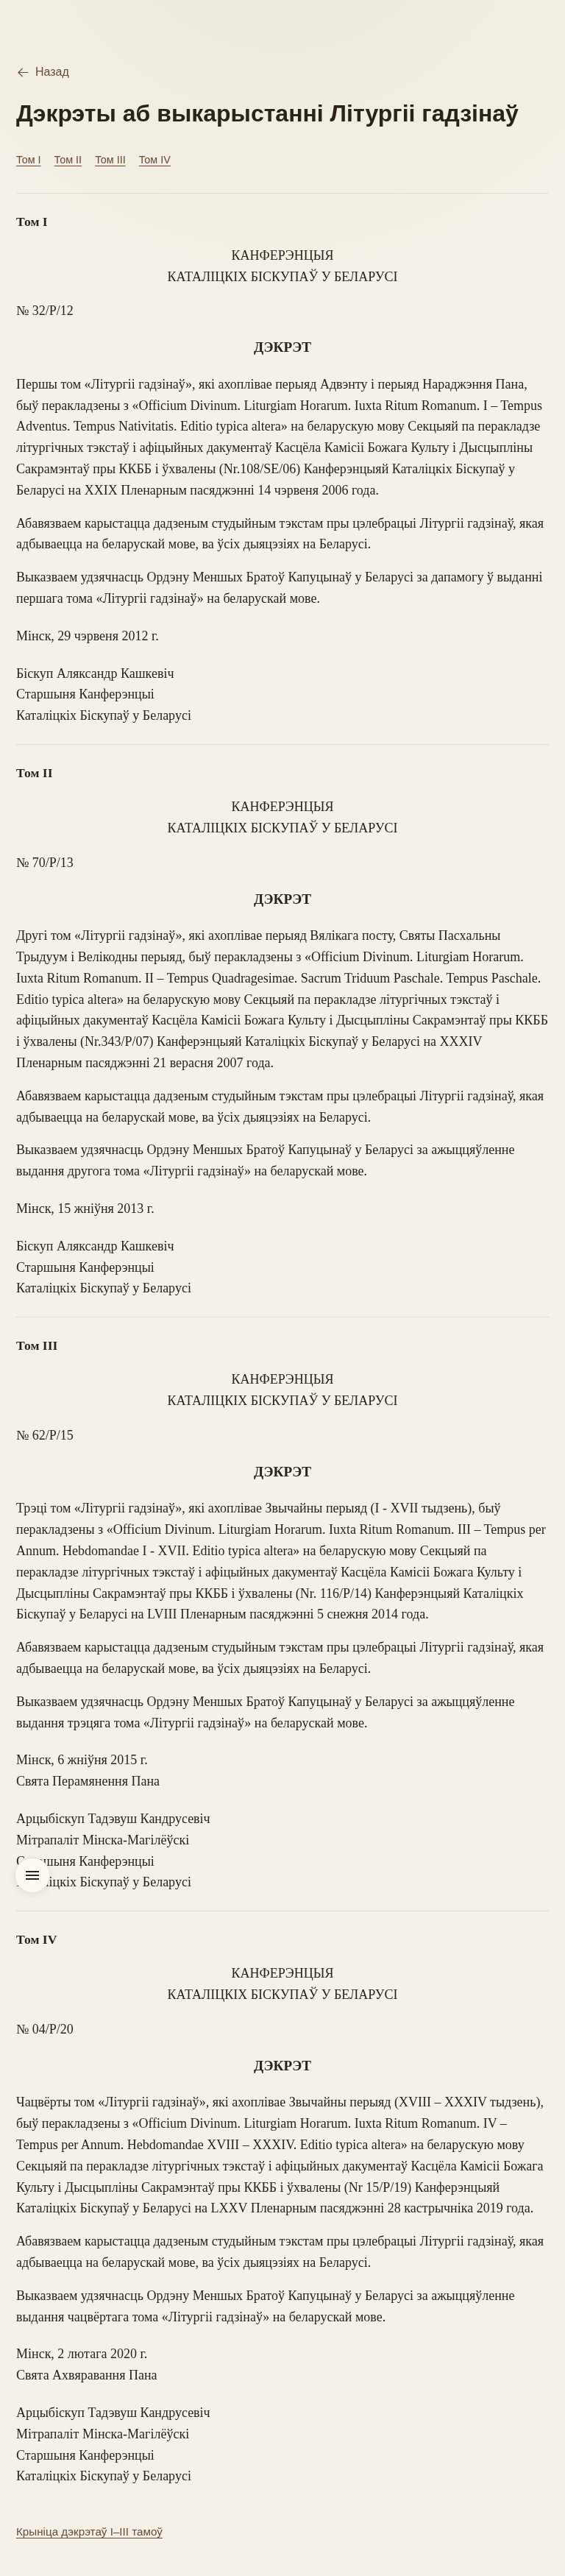 Назад
Дэкрэты аб выкарыстанні Літургіі гадзінаў
Том I Том II Том III Том IV
Том I
КАНФЕРЭНЦЫЯ
КАТАЛІЦКІХ БІСКУПАЎ У БЕЛАРУСІ
№ 32/P/12
ДЭКРЭТ
Першы том «Літургіі гадзінаў», які ахоплівае перыяд Адвэнту і перыяд Нараджэння Пана,
быў перакладзены з «Officium Divinum. Liturgiam Horarum. Iuxta Ritum Romanum. I – Tempus
Adventus. Tempus Nativitatis. Editio typica altera» на беларускую мову Секцыяй па перакладзе
літургічных тэкстаў і афіцыйных дакументаў Касцёла Камісіі Божага Культу і Дысцыпліны
Сакрамэнтаў пры ККББ і ўхвалены (Nr.108/SE/06) Канферэнцыяй Каталіцкіх Біскупаў у
Беларусі на XXIX Пленарным пасяджэнні 14 чэрвеня 2006 года.
Абавязваем карыстацца дадзеным студыйным тэкстам пры цэлебрацыі Літургіі гадзінаў, якая
адбываецца на беларускай мове, ва ўсіх дыяцэзіях на Беларусі.
Выказваем удзячнасць Ордэну Меншых Братоў Капуцынаў у Беларусі за дапамогу ў выданні
першага тома «Літургіі гадзінаў» на беларускай мове.
Мінск, 29 чэрвеня 2012 г.
Біскуп Аляксандр Кашкевіч
Старшыня Канферэнцыі
Каталіцкіх Біскупаў у Беларусі
Том II
КАНФЕРЭНЦЫЯ
КАТАЛІЦКІХ БІСКУПАЎ У БЕЛАРУСІ
№ 70/P/13
ДЭКРЭТ
Другі том «Літургіі гадзінаў», які ахоплівае перыяд Вялікага посту, Святы Пасхальны
Трыдуум і Велікодны перыяд, быў перакладзены з «Officium Divinum. Liturgiam Horarum.
Iuxta Ritum Romanum. II – Tempus Quadragesimae. Sacrum Triduum Paschale. Tempus Paschale.
Editio typica altera» на беларускую мову Секцыяй па перакладзе літургічных тэкстаў і
афіцыйных дакументаў Касцёла Камісіі Божага Культу і Дысцыпліны Сакрамэнтаў пры ККББ
і ўхвалены (Nr.343/P/07) Канферэнцыяй Каталіцкіх Біскупаў у Беларусі на XXXIV
Пленарным пасяджэнні 21 верасня 2007 года.
Абавязваем карыстацца дадзеным студыйным тэкстам пры цэлебрацыі Літургіі гадзінаў, якая
адбываецца на беларускай мове, ва ўсіх дыяцэзіях на Беларусі.
Выказваем удзячнасць Ордэну Меншых Братоў Капуцынаў у Беларусі за ажыццяўленне
выдання другога тома «Літургіі гадзінаў» на беларускай мове.
Мінск, 15 жніўня 2013 г.
Біскуп Аляксандр Кашкевіч
Старшыня Канферэнцыі
Каталіцкіх Біскупаў у Беларусі
Том III
КАНФЕРЭНЦЫЯ
КАТАЛІЦКІХ БІСКУПАЎ У БЕЛАРУСІ
№ 62/P/15
ДЭКРЭТ
Трэці том «Літургіі гадзінаў», які ахоплівае Звычайны перыяд (I - XVII тыдзень), быў
перакладзены з «Officium Divinum. Liturgiam Horarum. Iuxta Ritum Romanum. III – Tempus per
Annum. Hebdomandae I - XVII. Editio typica altera» на беларускую мову Секцыяй па
перакладзе літургічных тэкстаў і афіцыйных дакументаў Касцёла Камісіі Божага Культу і
Дысцыпліны Сакрамэнтаў пры ККББ і ўхвалены (Nr. 116/P/14) Канферэнцыяй Каталіцкіх
Біскупаў у Беларусі на LVIII Пленарным пасяджэнні 5 снежня 2014 года.
Абавязваем карыстацца дадзеным студыйным тэкстам пры цэлебрацыі Літургіі гадзінаў, якая
адбываецца на беларускай мове, ва ўсіх дыяцэзіях на Беларусі.
Выказваем удзячнасць Ордэну Меншых Братоў Капуцынаў у Беларусі за ажыццяўленне
выдання трэцяга тома «Літургіі гадзінаў» на беларускай мове.
Мінск, 6 жніўня 2015 г.
Свята Перамянення Пана
Арцыбіскуп Тадэвуш Кандрусевіч
Мітрапаліт Мінска-Магілёўскі
Канферэнцыі
Біскупаў у Беларусі
Том IV
КАНФЕРЭНЦЫЯ
КАТАЛІЦКІХ БІСКУПАЎ У БЕЛАРУСІ
№ 04/P/20
ДЭКРЭТ
Чацвёрты том «Літургіі гадзінаў», які ахоплівае Звычайны перыяд (XVIII – XXXIV тыдзень),
быў перакладзены з «Officium Divinum. Liturgiam Horarum. Iuxta Ritum Romanum. IV –
Tempus per Annum. Hebdomandae XVIII – XXXIV. Editio typica altera» на беларускую мову
Секцыяй па перакладзе літургічных тэкстаў і афіцыйных дакументаў Касцёла Камісіі Божага
Культу і Дысцыпліны Сакрамэнтаў пры ККББ і ўхвалены (Nr 15/P/19) Канферэнцыяй
Каталіцкіх Біскупаў у Беларусі на LXXV Пленарным пасяджэнні 28 кастрычніка 2019 года.
Абавязваем карыстацца дадзеным студыйным тэкстам пры цэлебрацыі Літургіі гадзінаў, якая
адбываецца на беларускай мове, ва ўсіх дыяцэзіях на Беларусі.
Выказваем удзячнасць Ордэну Меншых Братоў Капуцынаў у Беларусі за ажыццяўленне
выдання чацвёртага тома «Літургіі гадзінаў» на беларускай мове.
Мінск, 2 лютага 2020 г.
Свята Ахвяравання Пана
Арцыбіскуп Тадэвуш Кандрусевіч
Мітрапаліт Мінска-Магілёўскі
Старшыня Канферэнцыі
Каталіцкіх Біскупаў у Беларусі
Крыніца дэкрэтаў I–III тамоў